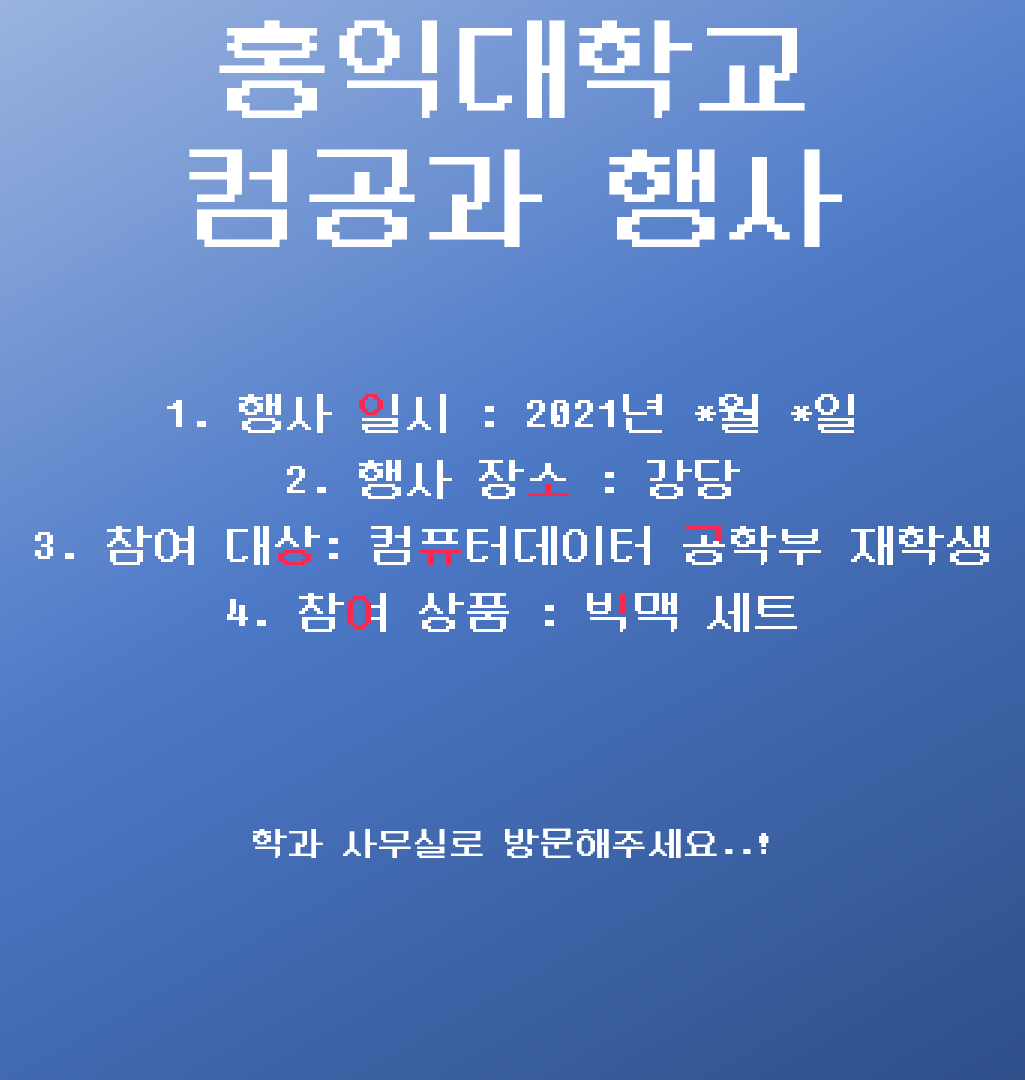 홍익대학교
컴공과 행사
1. 행사 일시 : 2021년 *월 *일
2. 행사 장소 : 강당
3. 참여 대상: 컴퓨터데이터 공학부 재학생
4. 참여 상품 : 빅맥 세트
학과 사무실로 방문해주세요..!